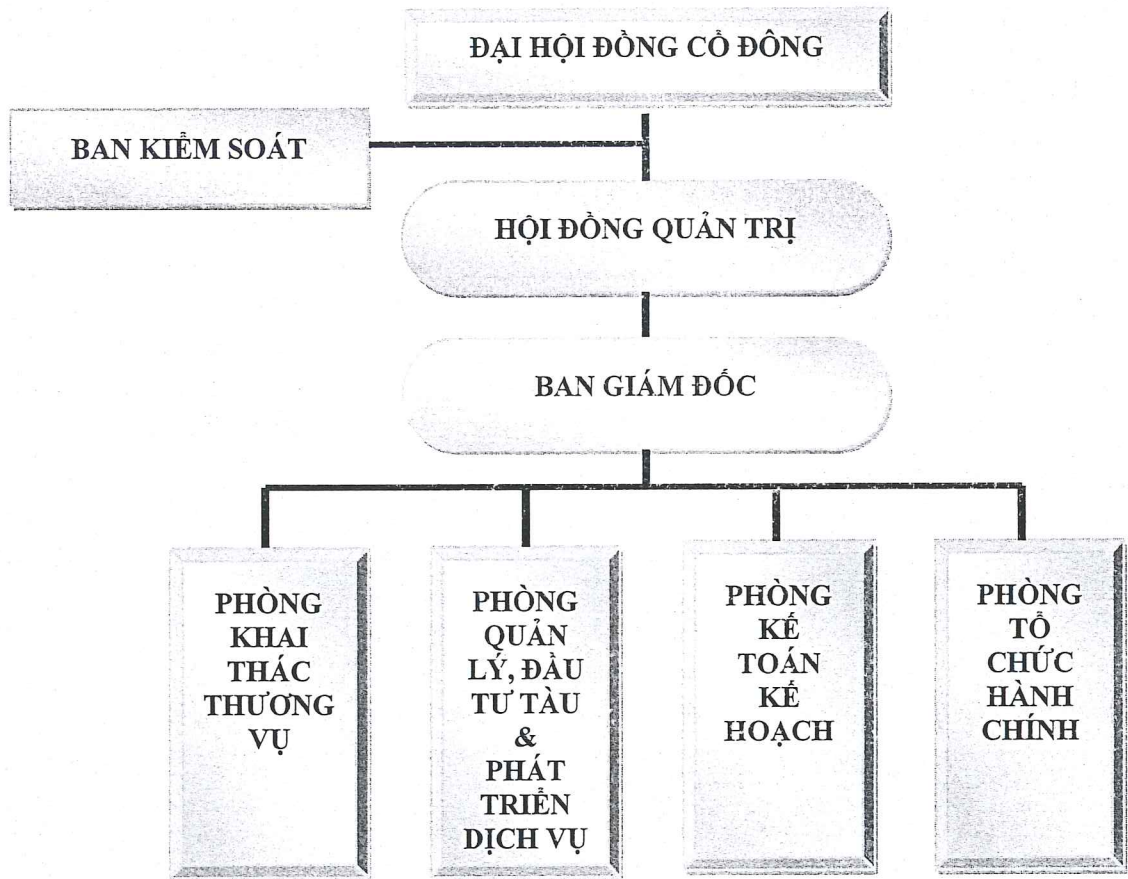 ĐẠI HỘI ĐỒNG CỔ ĐÔNG
BAN KIỂM SOÁT
HỘI ĐỒNG QUẢN TRỊ
BAN GIÁM ĐỐC
PHÒNG
KHAI
THÁC
THƯƠNG
VỤ
PHÒNG
QUẢN
LÝ, ĐẦU
TƯ TÀU
&
PHÁT
TRIỂN
DỊCH VỤ
PHÒNG
KẾ
TOÁN
KẾ
HOẠCH
PHÒNG
TỔ
CHỨC
HÀNH
CHÍNH